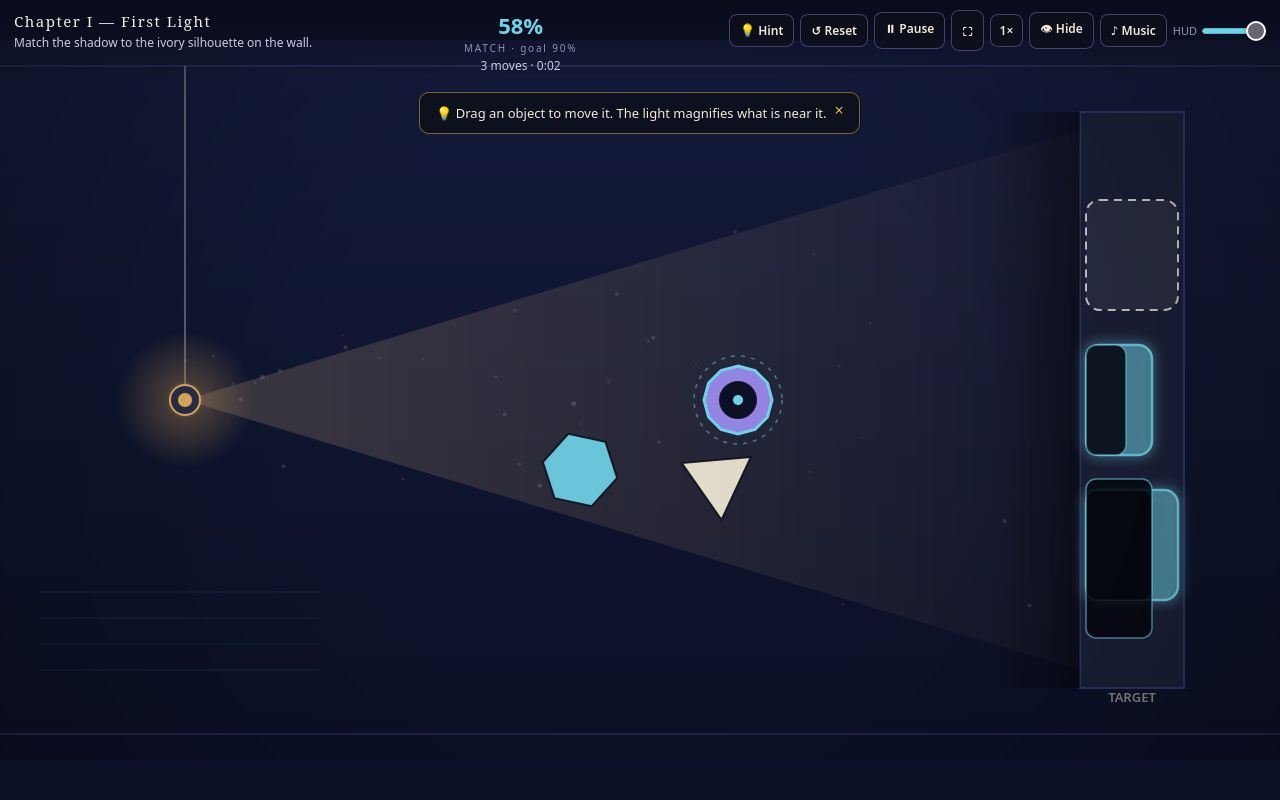 Chapter I — First Light
Match the shadow to the ivory silhouette on the wall.
58%
MATCH · goal 90%
3 moves · 0:02
💡 Hint
↺ Reset
⏸ Pause
⛶
1×
👁 Hide
♪ Music
HUD
💡 Drag an object to move it. The light magnifies what is near it. ×
TARGET